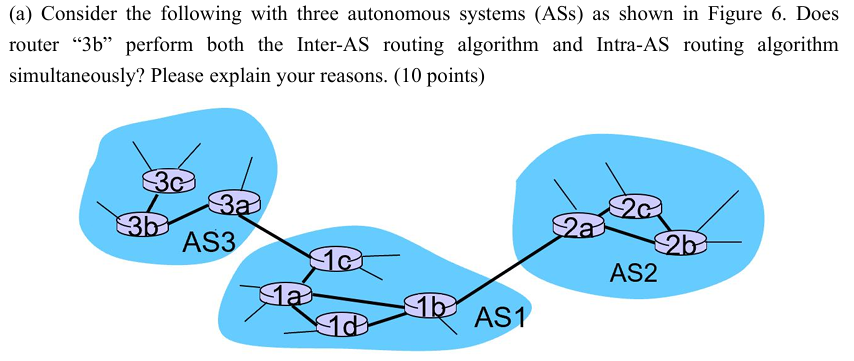 (a) Consider the following with three autonomous systems (ASs) as shown in Figure 6. Does
router “3b” perform both the Inter-AS routing algorithm and Intra-AS routing algorithm
simultaneously? Please explain your reasons. (10 points)
3c
3a
3b
AS3
2c
2a
2b
AS2
1c
1a
1b
AS1
1d